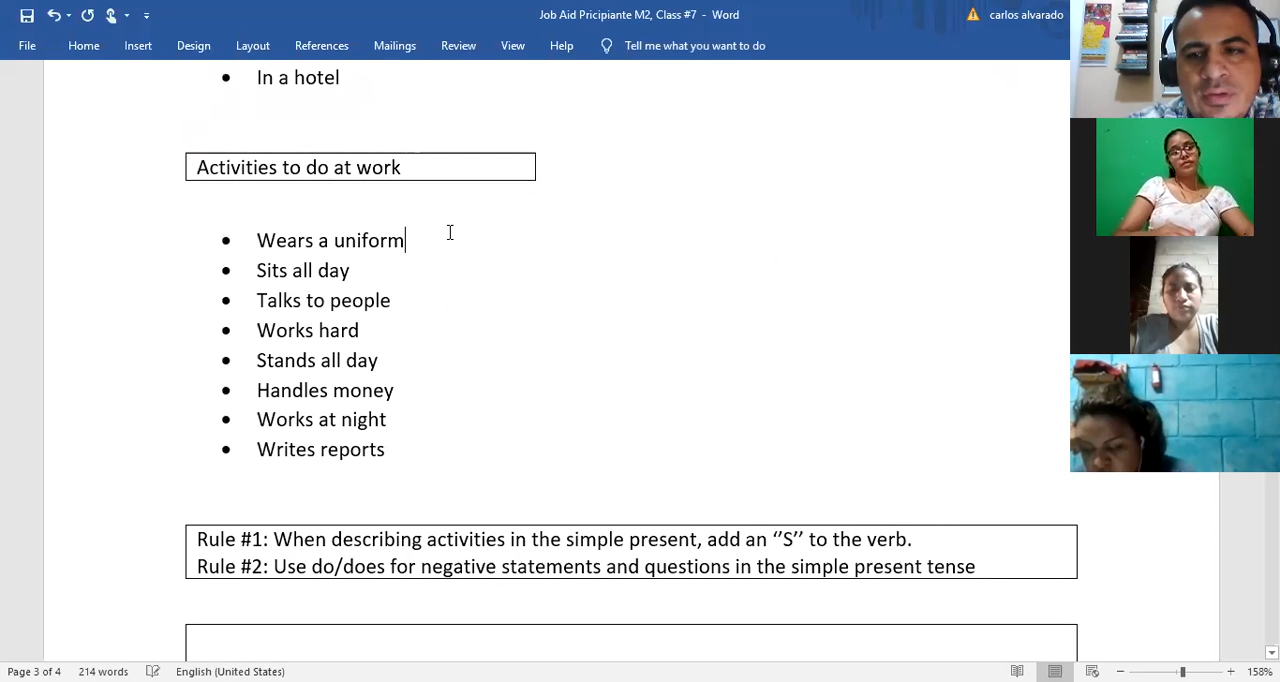 Job Aid Pricipiante M2, Class #7 - Word
carlos alvarado
File Home Insert Design Layout References Mailings Review View Help Tell me what you want to do
In a hotel
Activities to do at work
Wears a uniform
Sits all day
Talks to people
Works hard
Stands all day
Handles money
Works at night
Writes reports
Rule #1: When describing activities in the simple present, add an ‘’S’’ to the verb.
Rule #2: Use do/does for negative statements and questions in the simple present tense
Page 3 of 4 214 words English (United States) 158%